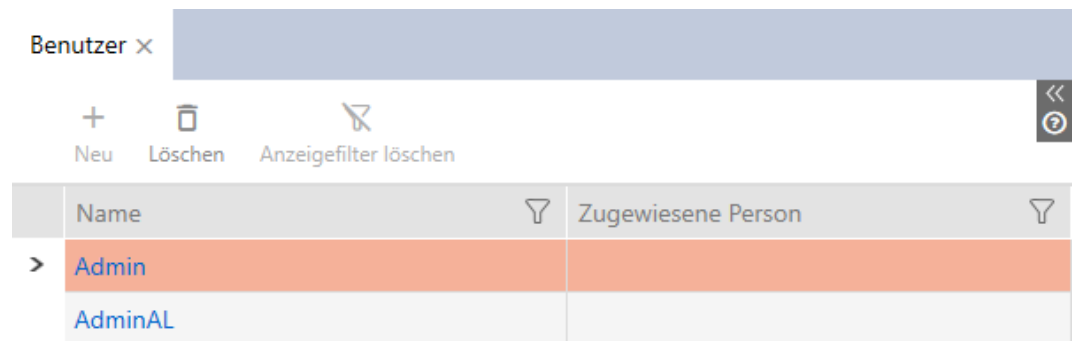 Benutzer
Neu Löschen Anzeigefilter löschen
Name Zugewiesene Person
Admin
AdminAL